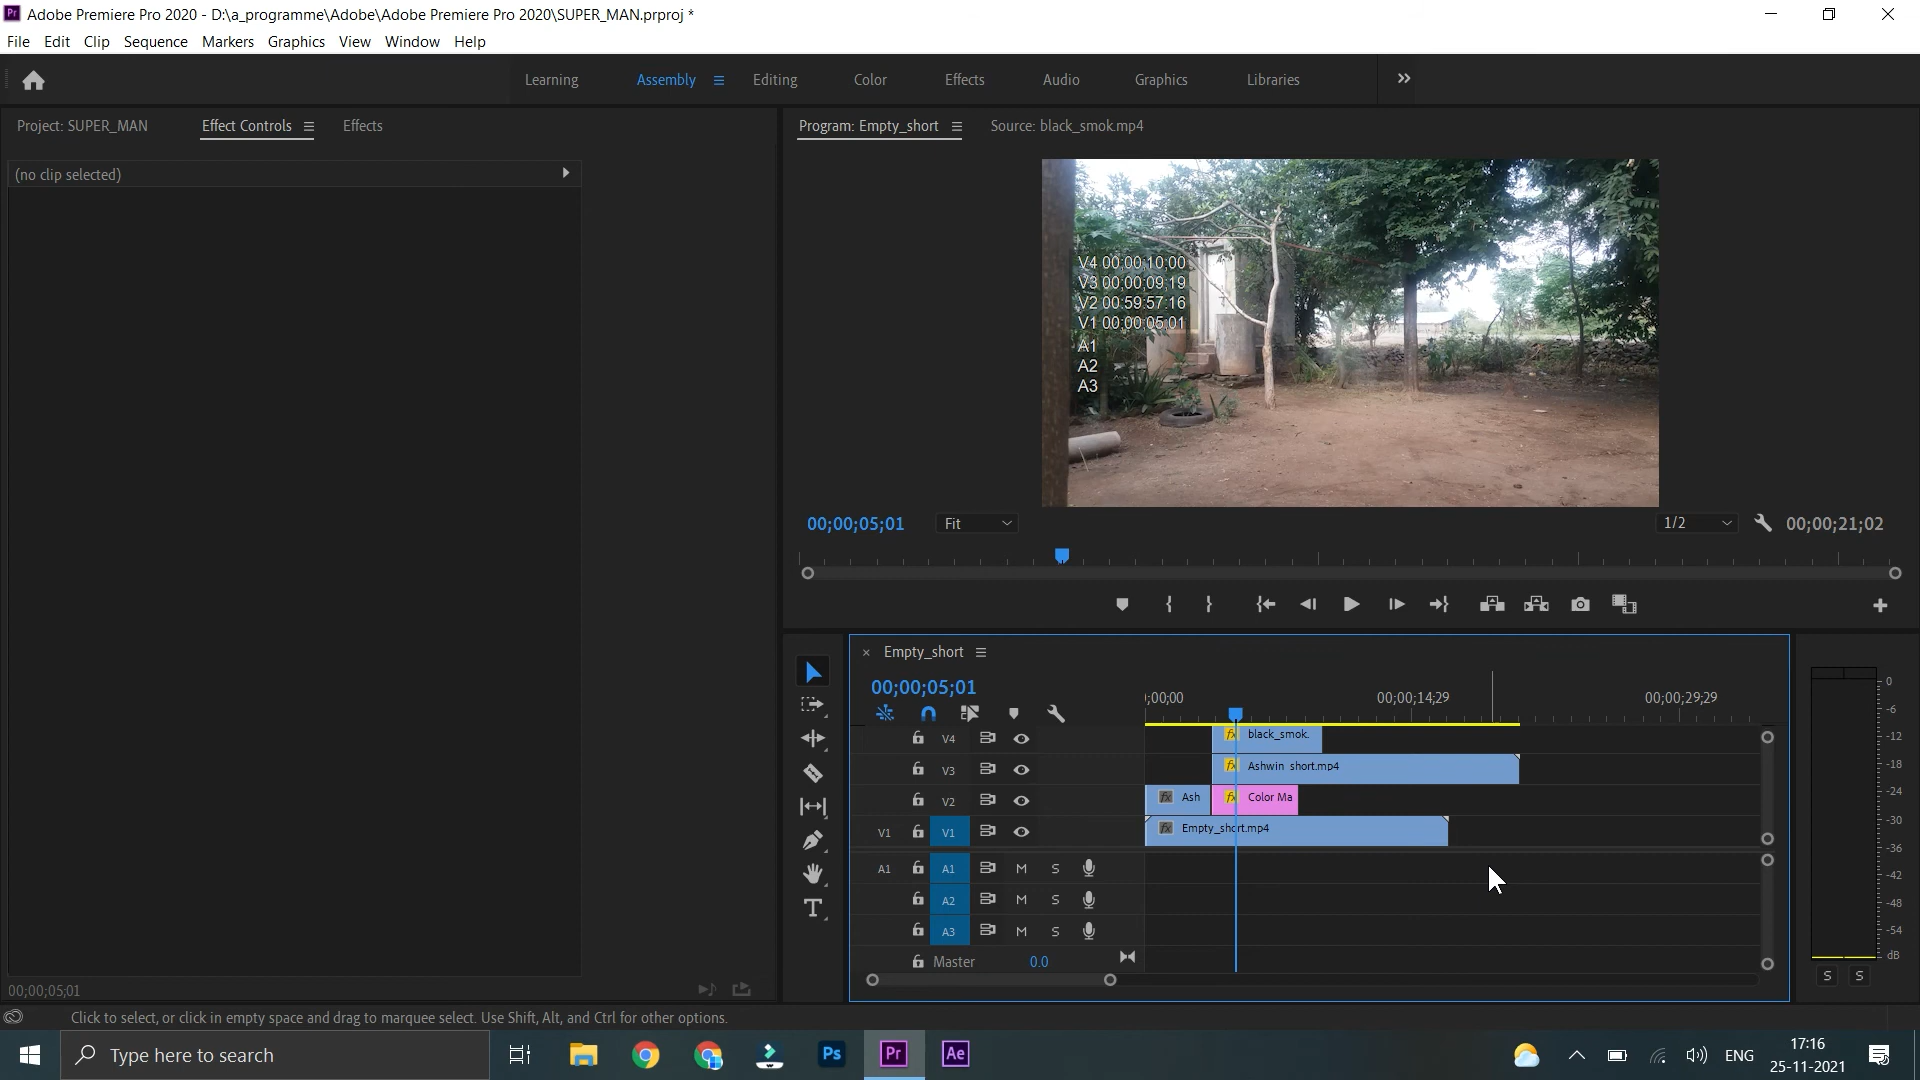 Adobe Premiere Pro 2020 - D:\a_programme\Adobe\Adobe Premiere Pro 2020\SUPER_MAN.prproj *
File Edit Clip Sequence Markers Graphics View Window Help
Learning Assembly Editing Color Effects Audio Graphics Libraries
Project: SUPER_MAN Effect Controls Effects
Program: Empty_short Source: black_smok.mp4
(no clip selected)
V4 00;00;10;00
V3 00;00;09;19
V2 00:59:57:16
V1 00:00:05:01
A1
A2
A3
00;00;05;01 Fit 1/2 00;00;21;02
Empty_short
00;00;05;01
;00;00 00;00;14;29 00;00;29;29
V4 black_smok.
V3 Ashwin short.mp4
V2 Ash Color Ma
V1 V1 Empty_short.mp4
A1 A1 M S
A2 M S
A3 M S
Master 0.0
0
-6
-12
-18
-24
-30
-36
-42
-48
-54
dB
S S
00;00;05;01
Click to select, or click in empty space and drag to marquee select. Use Shift, Alt, and Ctrl for other options.
Type here to search
Ps Pr Ae
ENG
17:16
25-11-2021